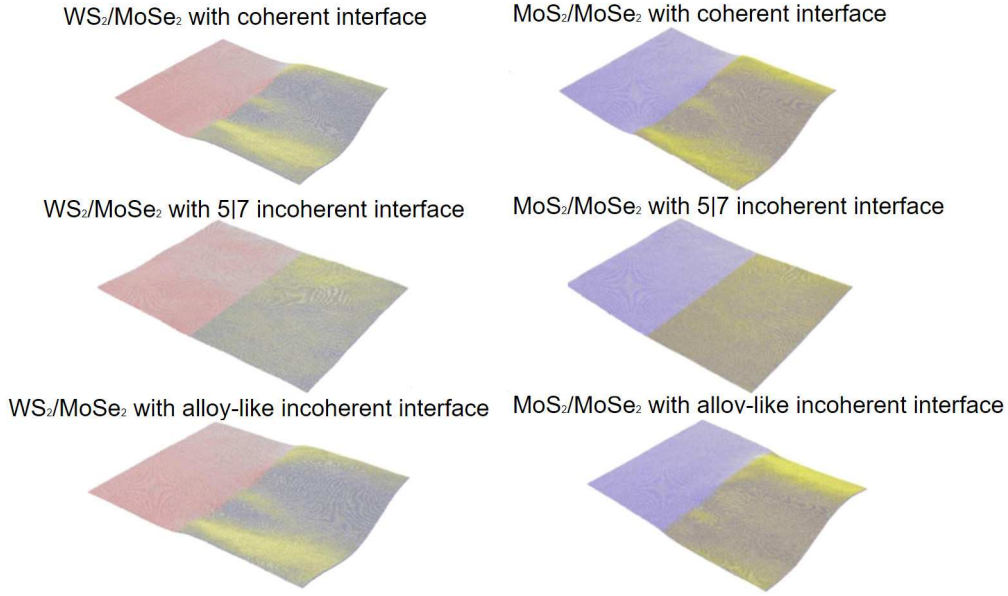 WS₂/MoSe₂ with coherent interface
MoS₂/MoSe₂ with coherent interface
WS₂/MoSe₂ with 5|7 incoherent interface
MoS₂/MoSe₂ with 5|7 incoherent interface
WS₂/MoSe₂ with alloy-like incoherent interface
MoS₂/MoSe₂ with allov-like incoherent interface